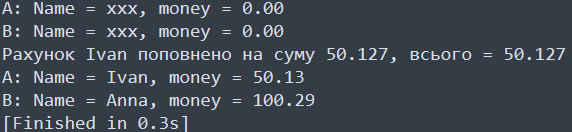 A: Name = xxx, money = 0.00
B: Name = xxx, money = 0.00
Рахунок Ivan поповнено на суму 50.127, всього = 50.127
A: Name = Ivan, money = 50.13
B: Name = Anna, money = 100.29
[Finished in 0.3s]